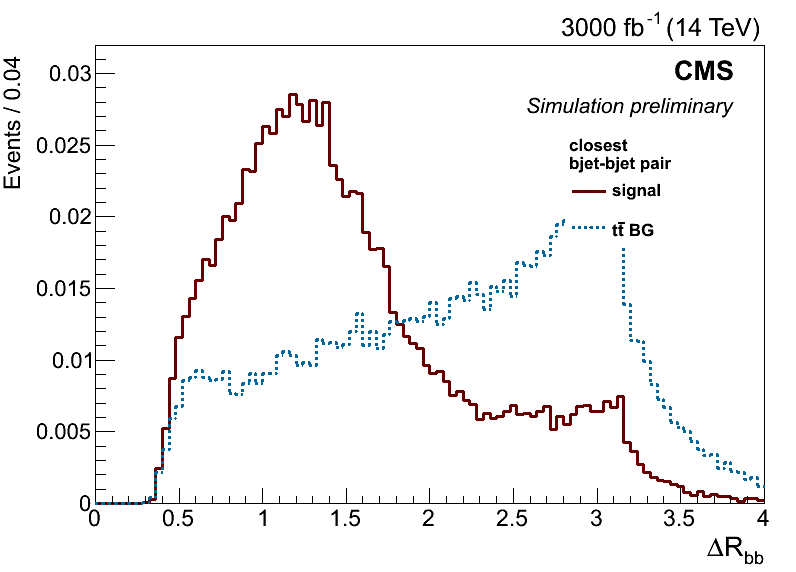 3000 fb⁻¹ (14 TeV)
Events / 0.04
0.03
0.025
0.02
0.015
0.01
0.005
0
CMS
Simulation preliminary
closest
bjet-bjet pair
signal
tt̄ BG
0 0.5 1 1.5 2 2.5 3 3.5 4
ΔR_bb